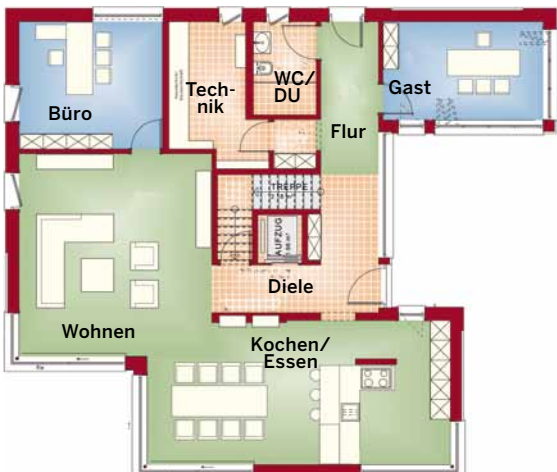 Büro
Tech-
nik
WC/
DU
Flur
Gast
TREPPE
AUFZUG
Diele
Wohnen
Kochen/
Essen